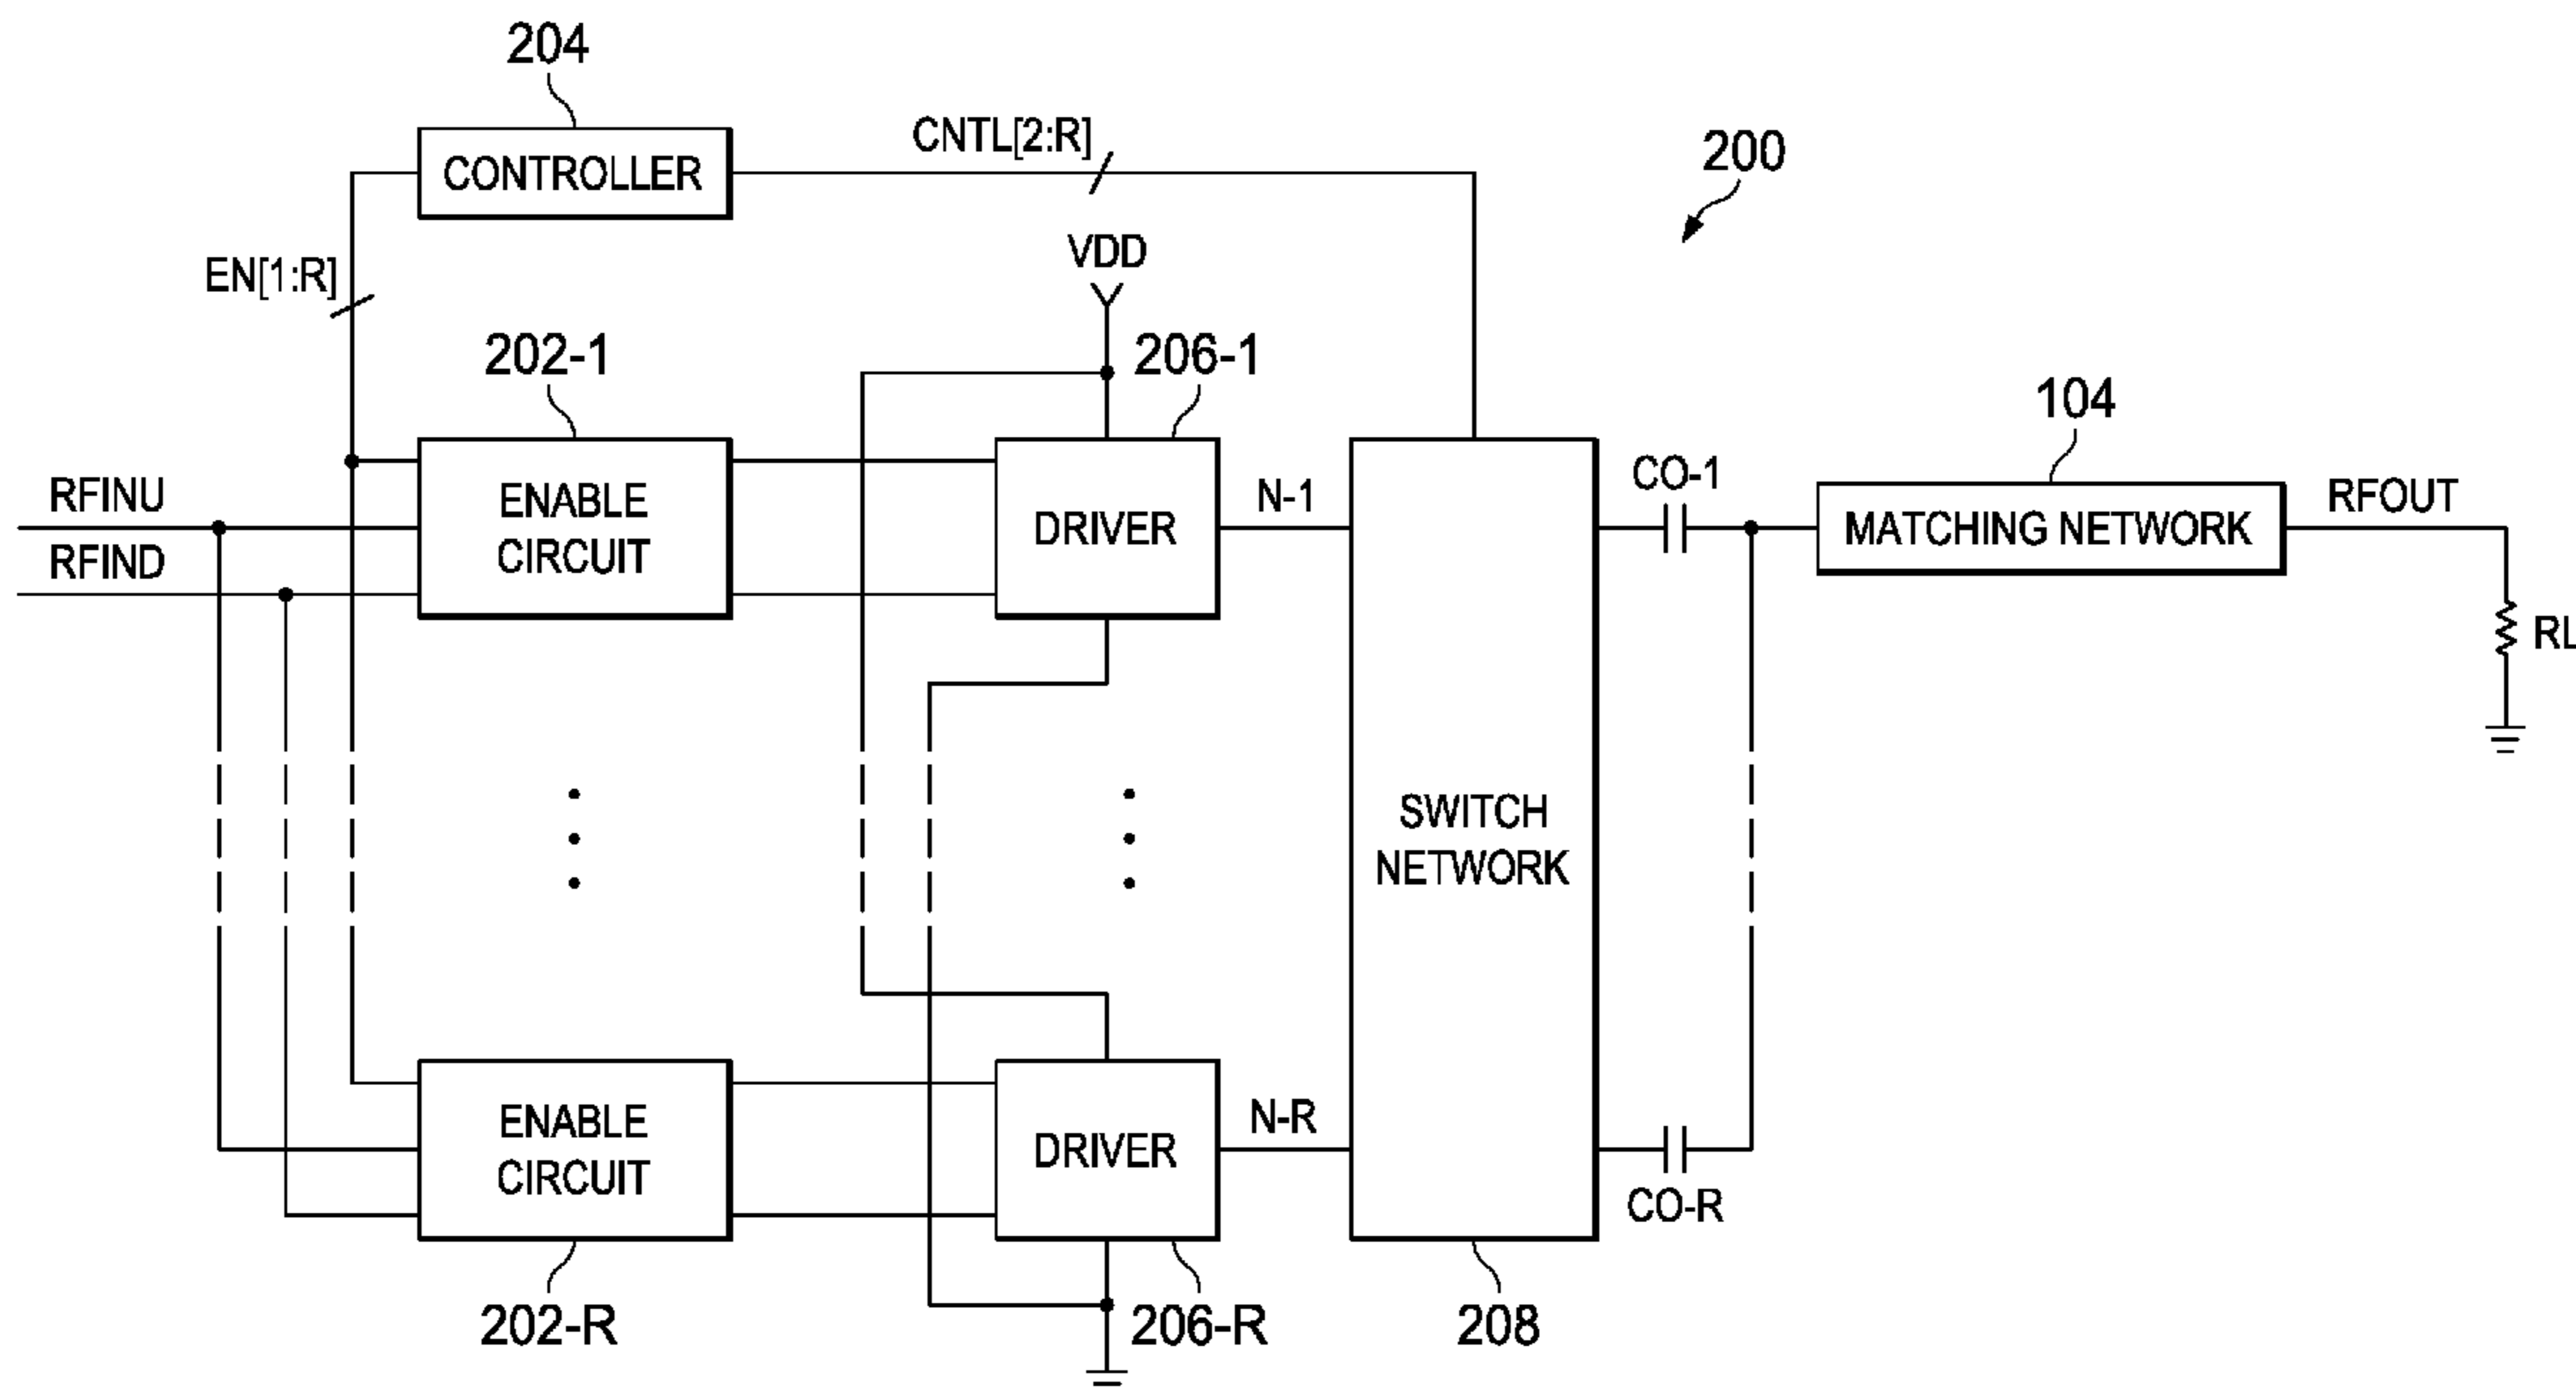 204
CONTROLLER
CNTL[2:R]
200
EN[1:R]
VDD
202-1
206-1
104
RFINU
RFIND
ENABLE
CIRCUIT
DRIVER
N-1
CO-1
MATCHING NETWORK
RFOUT
RL
SWITCH
NETWORK
ENABLE
CIRCUIT
DRIVER
N-R
CO-R
202-R
206-R
208